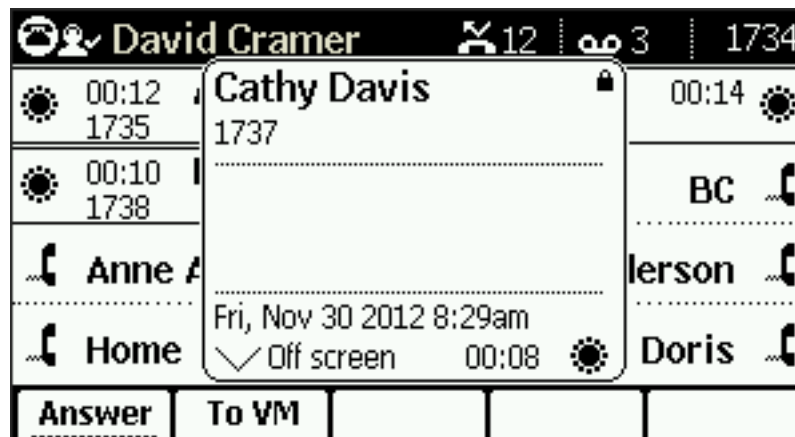 David Cramer 12 3 1734
00:12
1735
00:14
Cathy Davis
1737
00:10
1738
BC
Anne
lerson
Fri, Nov 30 2012 8:29am
Off screen 00:08
Home
Doris
Answer To VM